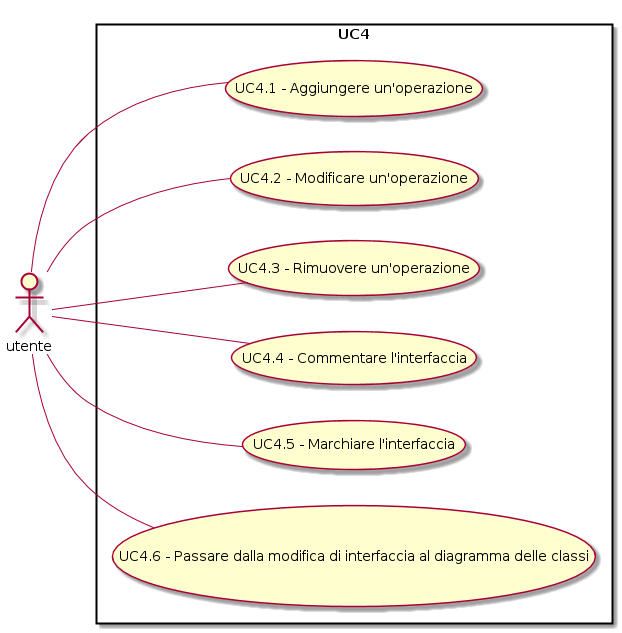 UC4
UC4.1 - Aggiungere un'operazione
UC4.2 - Modificare un'operazione
UC4.3 - Rimuovere un'operazione
utente
UC4.4 - Commentare l'interfaccia
UC4.5 - Marchiare l'interfaccia
UC4.6 - Passare dalla modifica di interfaccia al diagramma delle classi